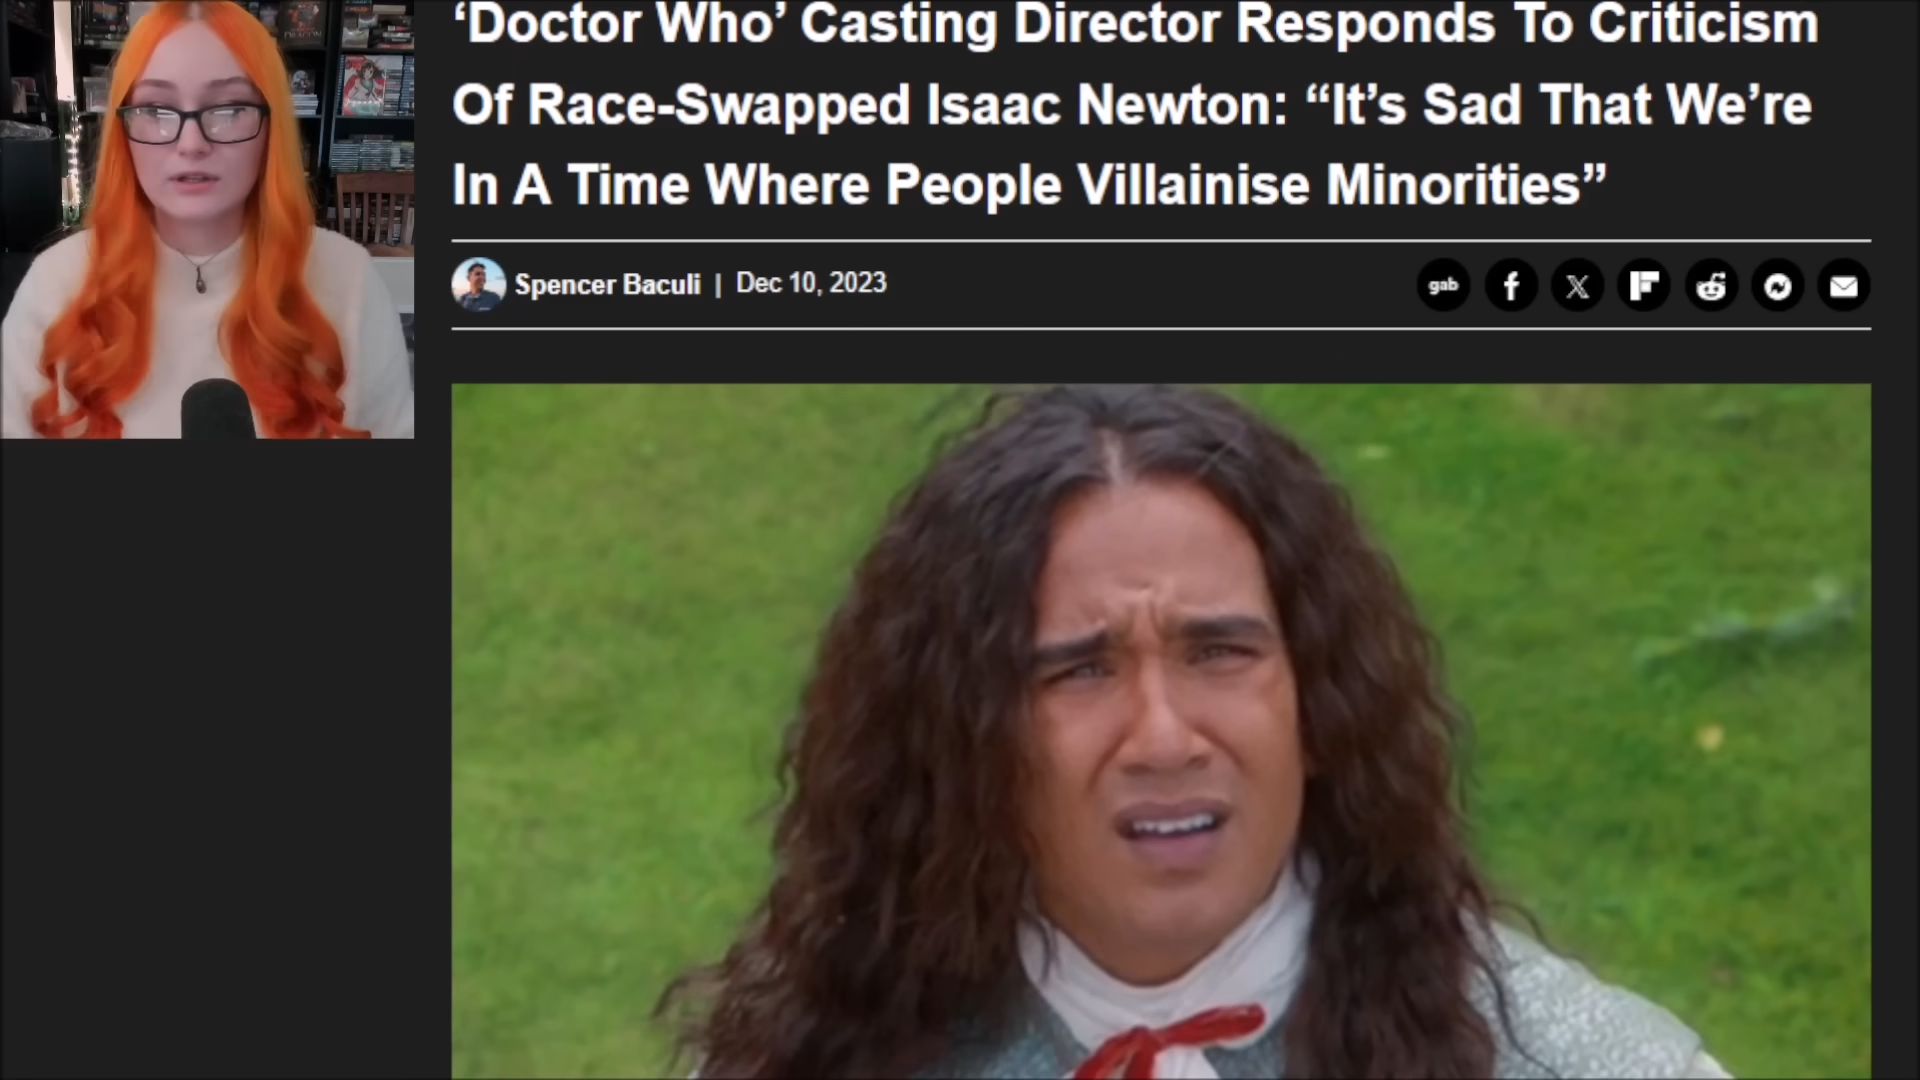 ‘Doctor Who’ Casting Director Responds To Criticism
Of Race-Swapped Isaac Newton: “It’s Sad That We’re
In A Time Where People Villainise Minorities”
Spencer Baculi | Dec 10, 2023
gab